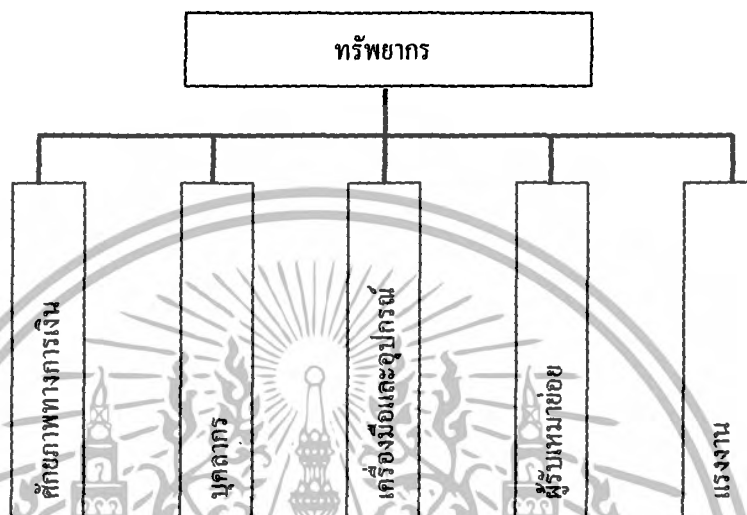 ทรัพยากร
ศักยภาพทางการเงิน
บุคลากร
เครื่องมือและอุปกรณ์
ผู้รับเหมาย่อย
แรงงาน